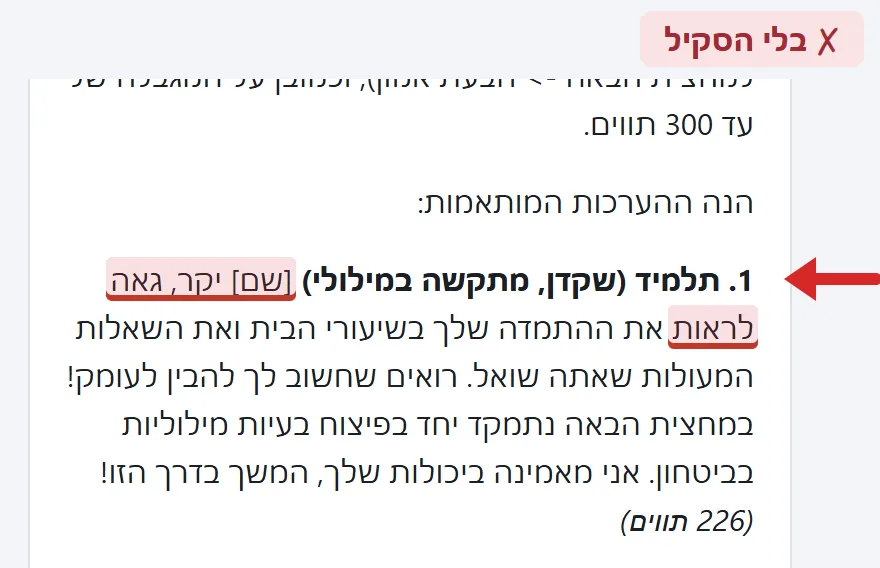 ✗ בלי הסקיל
עד 300 תווים.
הנה ההערכות המותאמות:
1. תלמיד (שקדן, מתקשה במילולי) [שם] יקר, גאה
לראות את ההתמדה שלך בשיעורי הבית ואת השאלות
המעולות שאתה שואל. רואים שחשוב לך להבין לעומק!
במחצית הבאה נתמקד יחד בפיצוח בעיות מילוליות
בביטחון. אני מאמינה ביכולות שלך, המשך בדרך הזו!
(226 תווים)